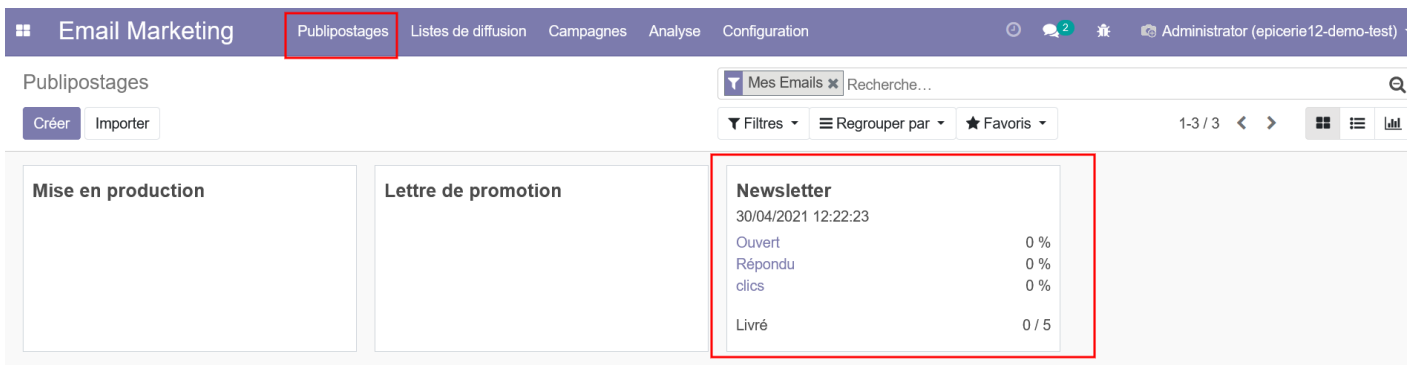 Email Marketing Publipostages Listes de diffusion Campagnes Analyse Configuration 2 Administrator (epicerie12-demo-test)
Publipostages Mes Emails Recherche...
Créer Importer Filtres Regrouper par Favoris 1-3 / 3
Mise en production Lettre de promotion Newsletter
30/04/2021 12:22:23
Ouvert 0 %
Répondu 0 %
clics 0 %
Livré 0 / 5